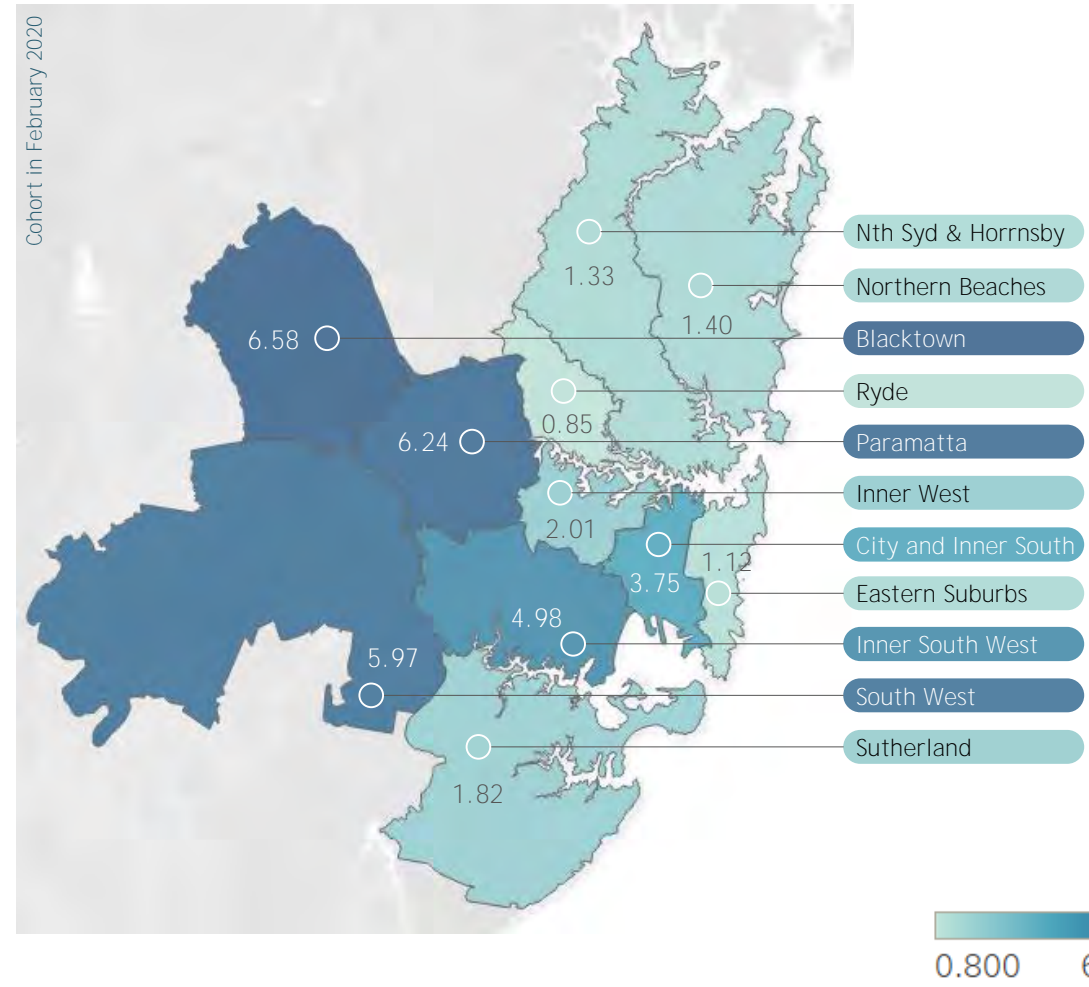 Cohort in February 2020
Nth Syd & Horrnsby
1.33
Northern Beaches
1.40
6.58
Blacktown
Ryde
0.85
6.24
Paramatta
Inner West
2.01
City and Inner South
3.75
1.12
Eastern Suburbs
4.98
Inner South West
5.97
South West
Sutherland
1.82
0.800